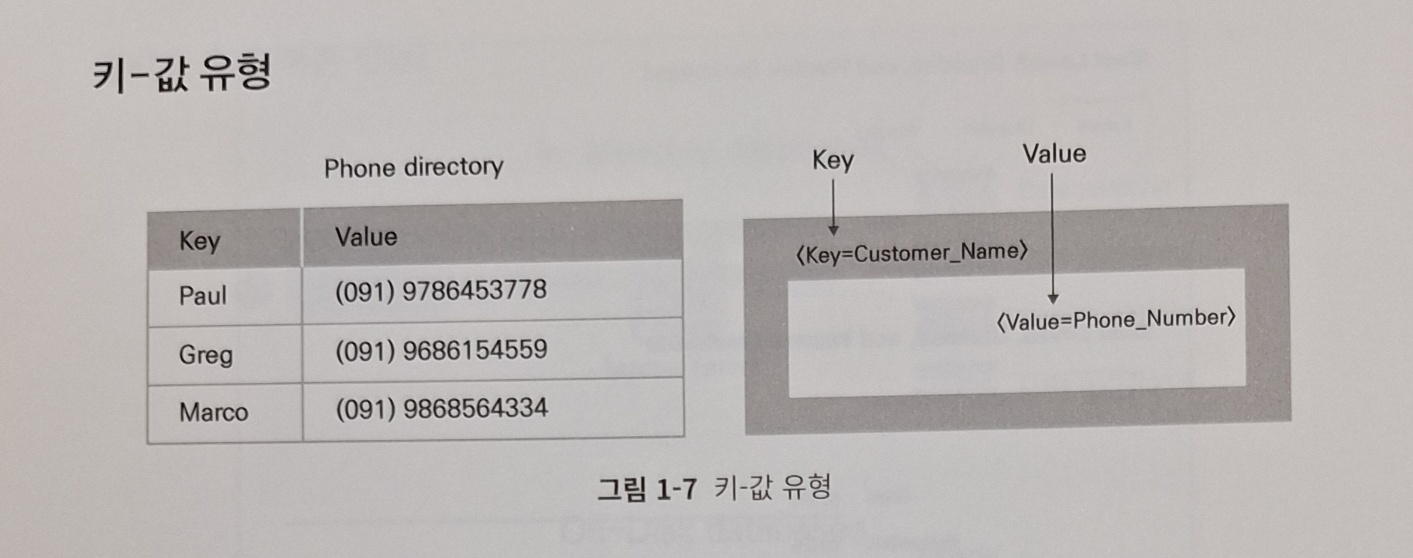 키-값 유형
Phone directory
Key Value
Paul (091) 9786453778
Greg (091) 9686154559
Marco (091) 9868564334
Key Value
〈Key=Customer_Name〉
〈Value=Phone_Number〉
그림 1-7 키-값 유형